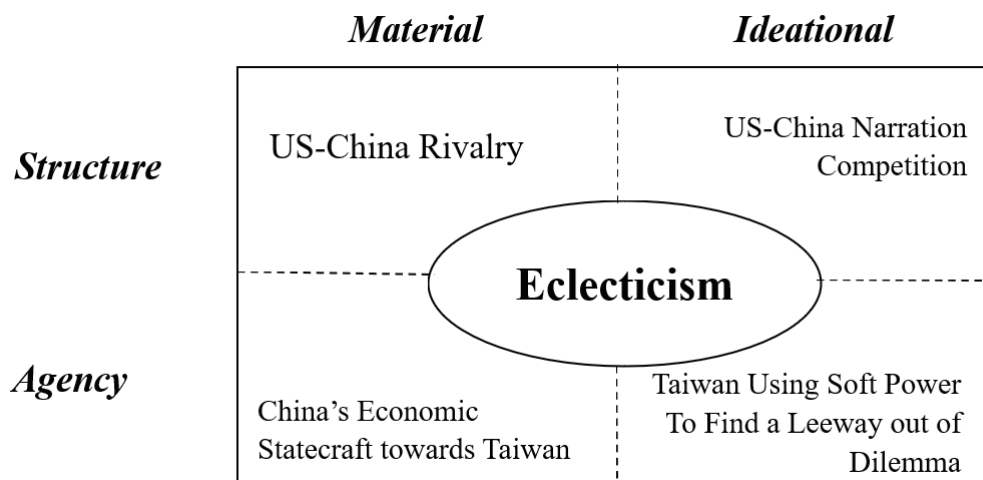 Material
Ideational
Structure
US-China Rivalry
US-China Narration
Competition
Eclecticism
Agency
China’s Economic
Statecraft towards Taiwan
Taiwan Using Soft Power
To Find a Leeway out of
Dilemma